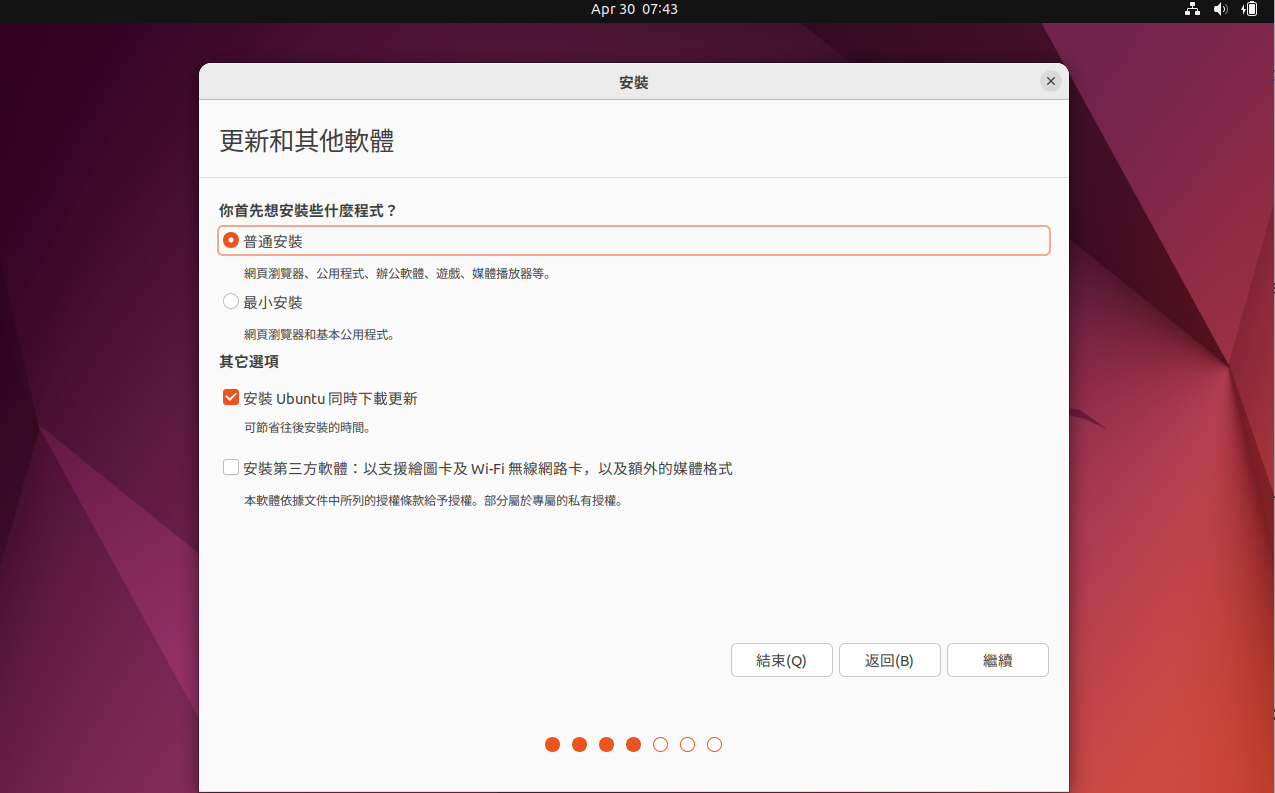 Apr 30 07:43
安裝
更新和其他軟體
你首先想安裝些什麼程式？
普通安裝
網頁瀏覽器、公用程式、辦公軟體、遊戲、媒體播放器等。
最小安裝
網頁瀏覽器和基本公用程式。
其它選項
安裝 Ubuntu 同時下載更新
可節省往後安裝的時間。
安裝第三方軟體：以支援繪圖卡及 Wi-Fi 無線網路卡，以及額外的媒體格式
本軟體依據文件中所列的授權條款給予授權。部分屬於專屬的私有授權。
結束(Q) 返回(B) 繼續